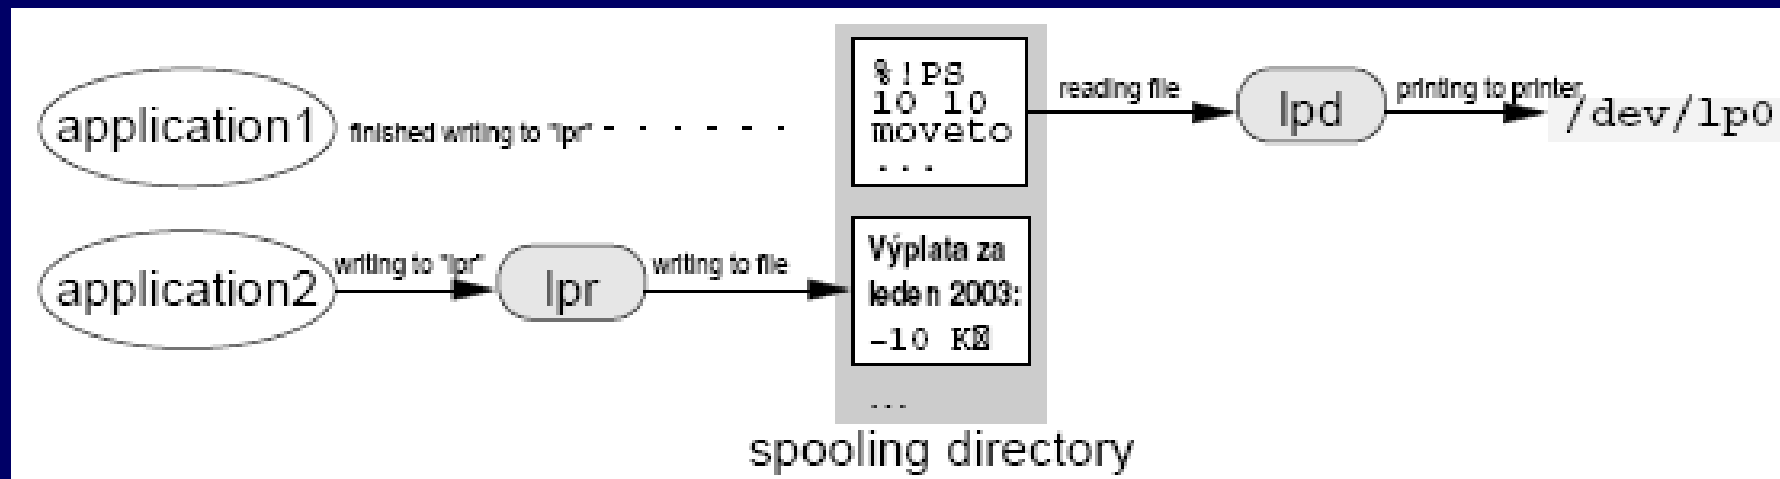 application1
finished writing to "lpr"
%!PS
10 10
moveto
...
reading file
lpd
printing to printer
/dev/lp0
application2
writing to "lpr"
lpr
writing to file
Výplata za
leden 2003:
-10 K
...
spooling directory